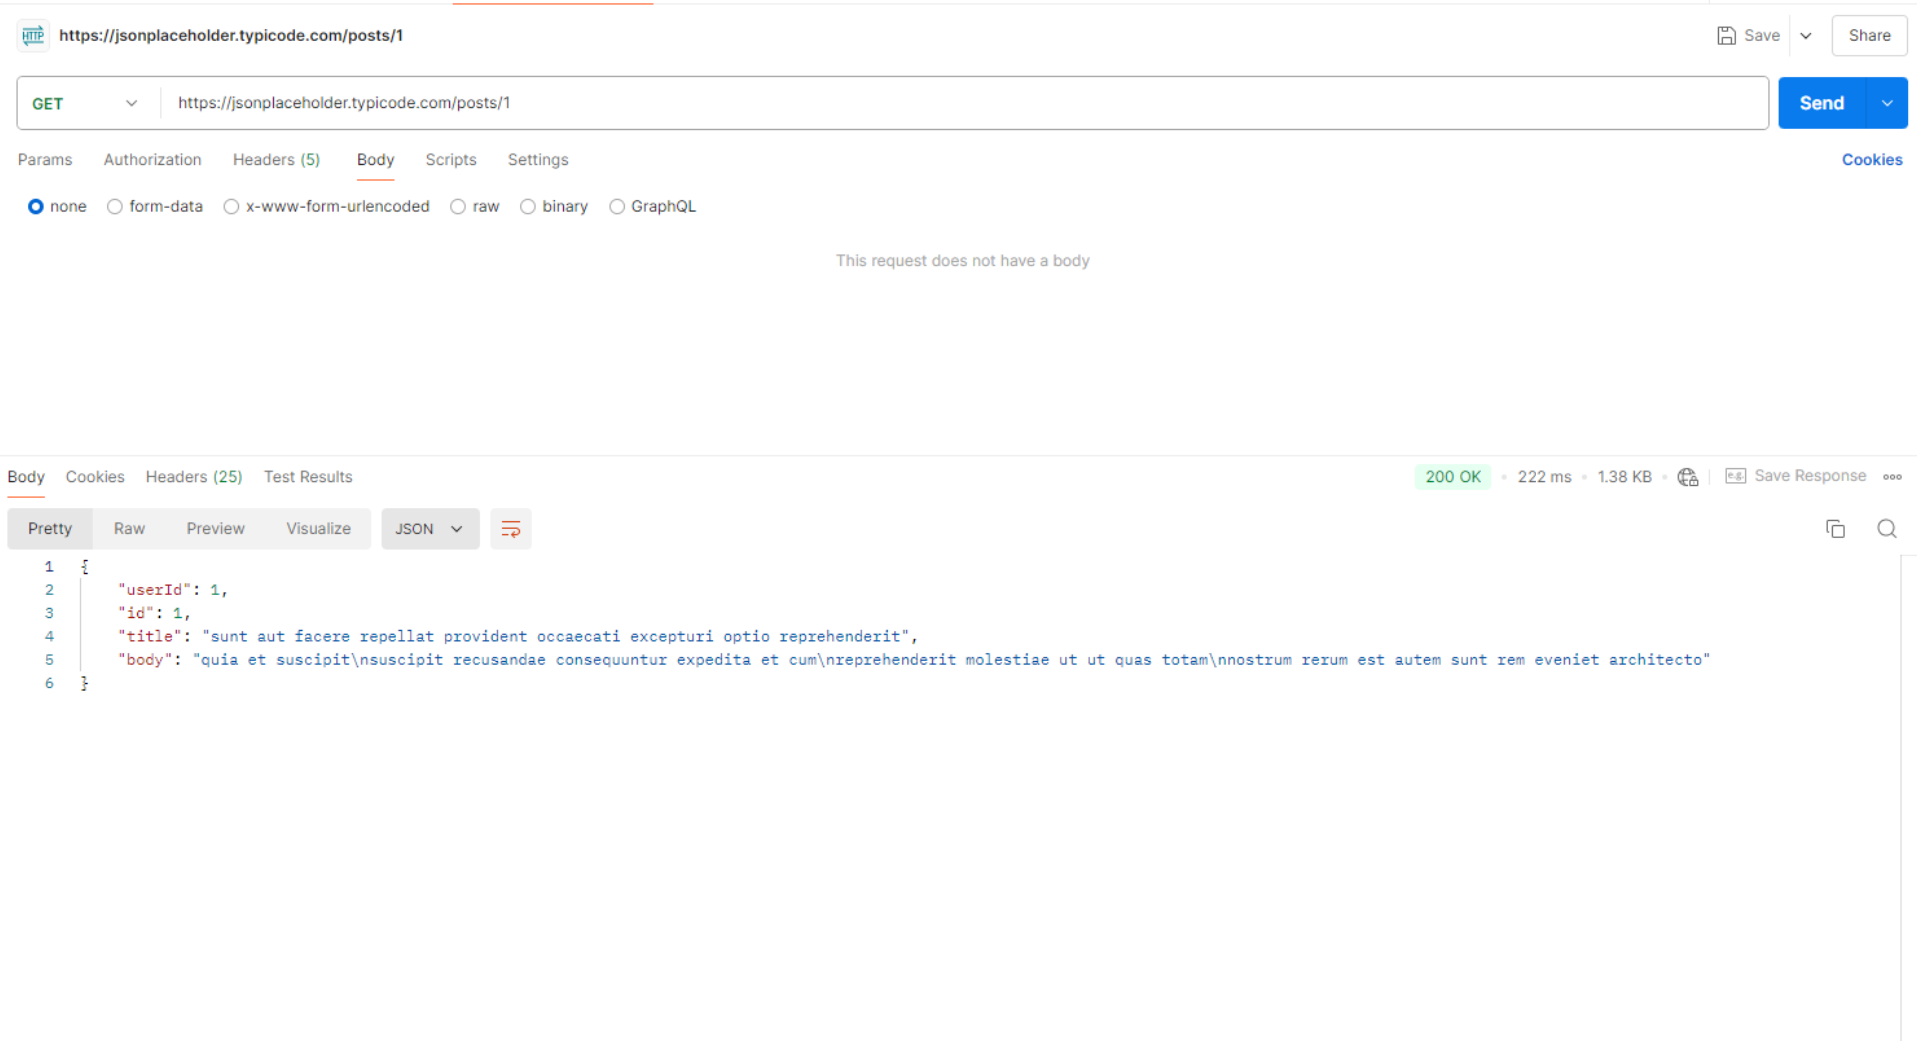 HTTP https://jsonplaceholder.typicode.com/posts/1 Save Share
GET https://jsonplaceholder.typicode.com/posts/1 Send
Params Authorization Headers (5) Body Scripts Settings Cookies
none form-data x-www-form-urlencoded raw binary GraphQL
This request does not have a body
Body Cookies Headers (25) Test Results 200 OK • 222 ms • 1.38 KB • e.g. Save Response
Pretty Raw Preview Visualize JSON
1 {
2 "userId": 1,
3 "id": 1,
4 "title": "sunt aut facere repellat provident occaecati excepturi optio reprehenderit",
5 "body": "quia et suscipit\nsuscipit recusandae consequuntur expedita et cum\nreprehenderit molestiae ut ut quas totam\nnostrum rerum est autem sunt rem eveniet architecto"
6 }